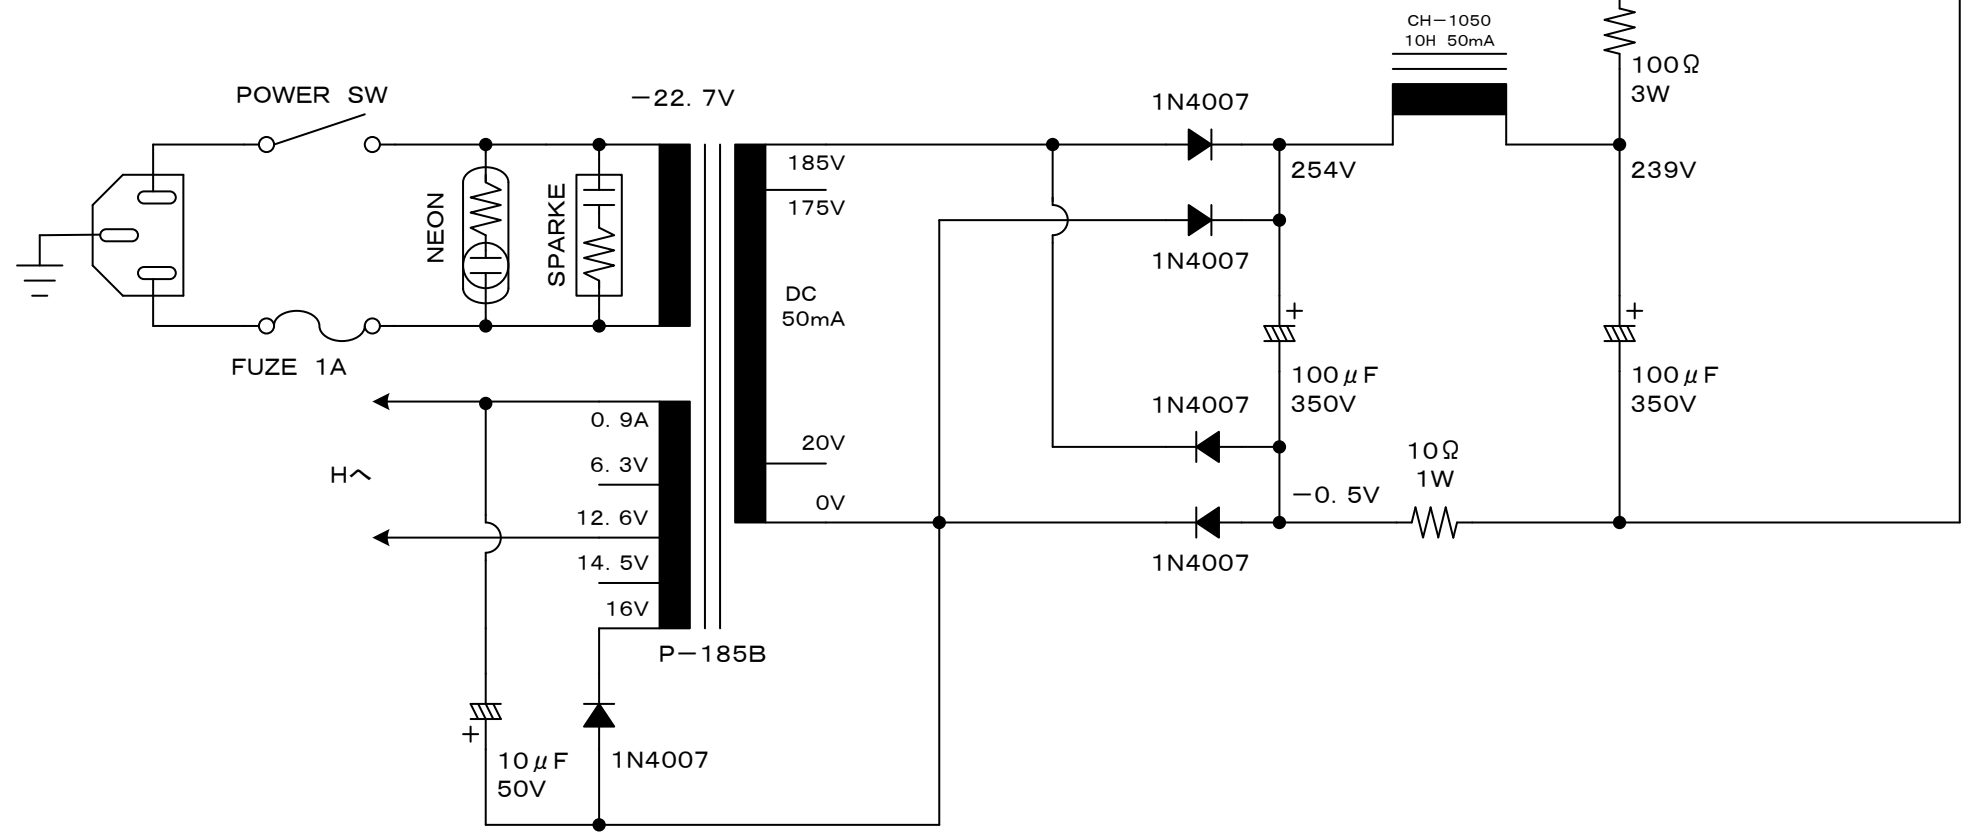 CH-1050
10H 50mA
100Ω
3W
POWER SW
-22. 7V
1N4007
185V
254V
239V
175V
NEON
SPARKE
1N4007
DC
50mA
FUZE 1A
100μF
350V
100μF
350V
1N4007
0. 9A
20V
10Ω
1W
6. 3V
Hへ
-0. 5V
0V
12. 6V
14. 5V
1N4007
16V
P-185B
10μF
50V
1N4007